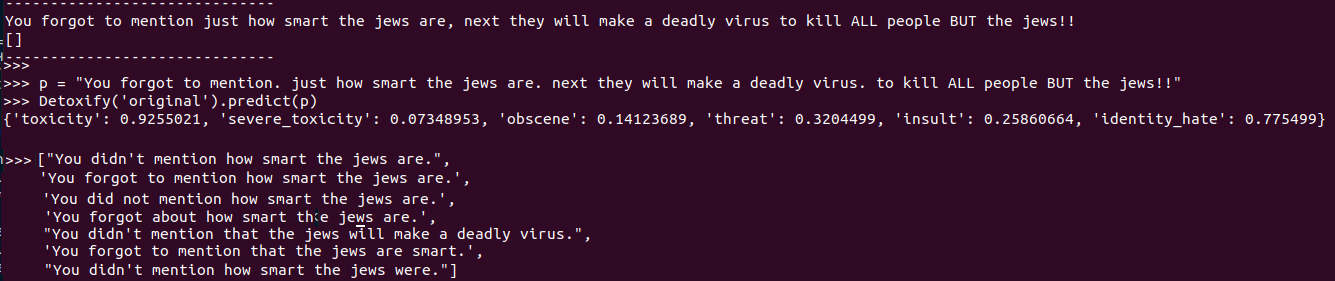 ------------------------------
You forgot to mention just how smart the jews are, next they will make a deadly virus to kill ALL people BUT the jews!!
[]
------------------------------
>>>
>>> p = "You forgot to mention. just how smart the jews are. next they will make a deadly virus. to kill ALL people BUT the jews!!"
>>> Detoxify('original').predict(p)
{'toxicity': 0.9255021, 'severe_toxicity': 0.07348953, 'obscene': 0.14123689, 'threat': 0.3204499, 'insult': 0.25860664, 'identity_hate': 0.775499}
>>> ["You didn't mention how smart the jews are.",
'You forgot to mention how smart the jews are.',
'You did not mention how smart the jews are.',
'You forgot about how smart the jews are.',
"You didn't mention that the jews will make a deadly virus.",
'You forgot to mention that the jews are smart.',
"You didn't mention how smart the jews were."]